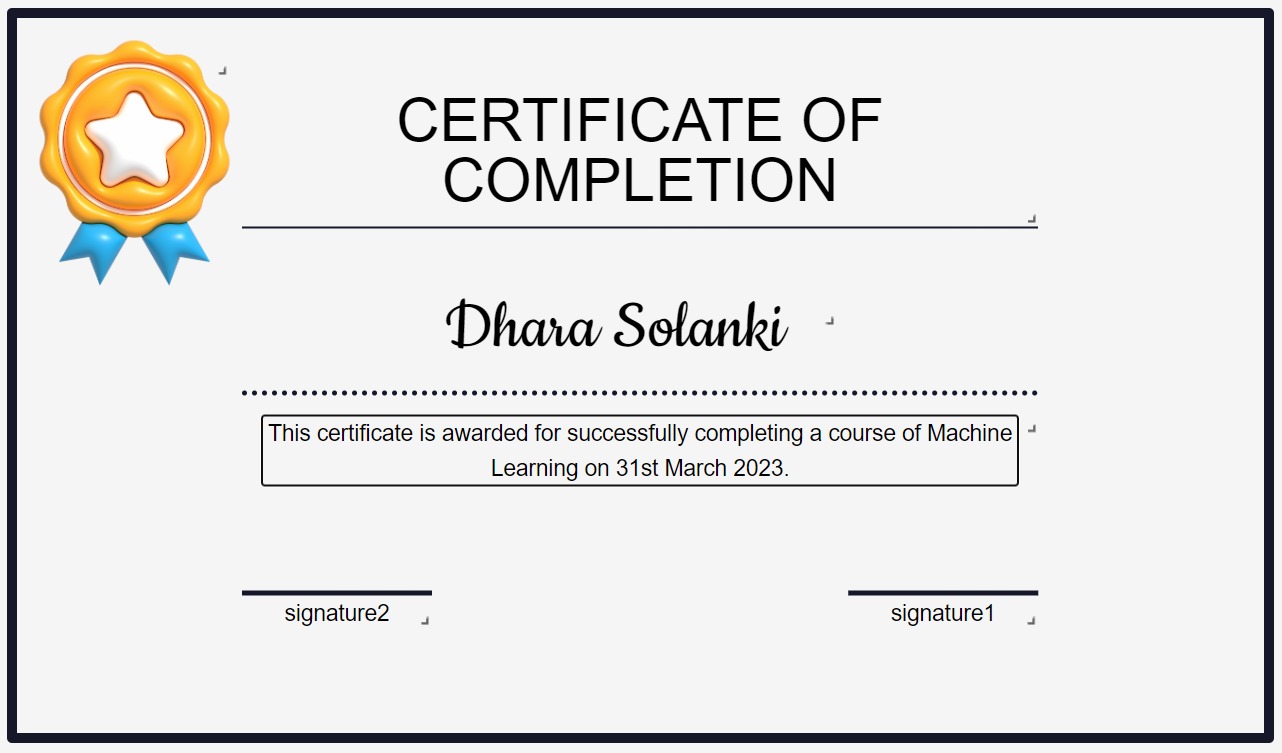 CERTIFICATE OF
COMPLETION
Dhara Solanki
This certificate is awarded for successfully completing a course of Machine
Learning on 31st March 2023.
signature2
signature1